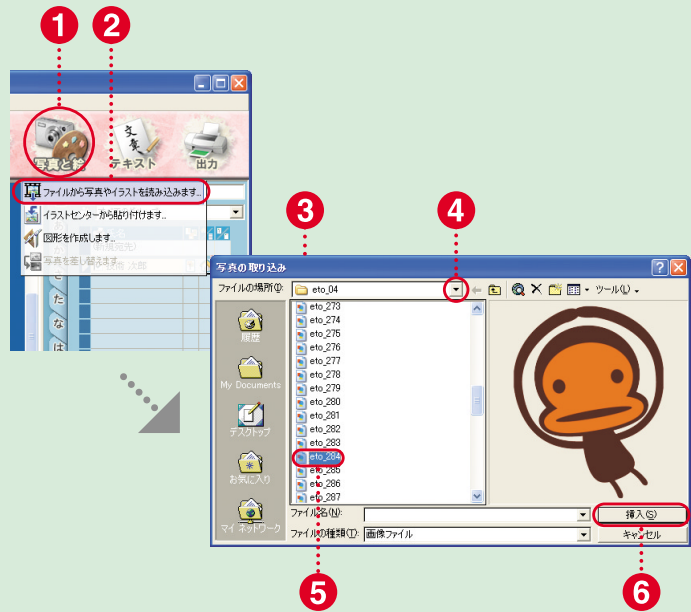 1 2
写真と絵 テキスト 出力
文章
ファイルから写真やイラストを読み込みます..
イラストセンターから貼り付けます..
図形を作成します..
写真を差し替えます..
さ
た
な
は
3 4
写真の取り込み
ファイルの場所(I): eto_04 ツール(L)
履歴
My Documents
デスクトップ
お気に入り
マイ ネットワーク
eto_273
eto_274
eto_275
eto_276
eto_277
eto_278
eto_279
eto_280
eto_281
eto_282
eto_283
eto_284
eto_285
eto_286
eto_287
ファイル名(N): 挿入(S)
ファイルの種類(T): 画像ファイル キャンセル
5 6